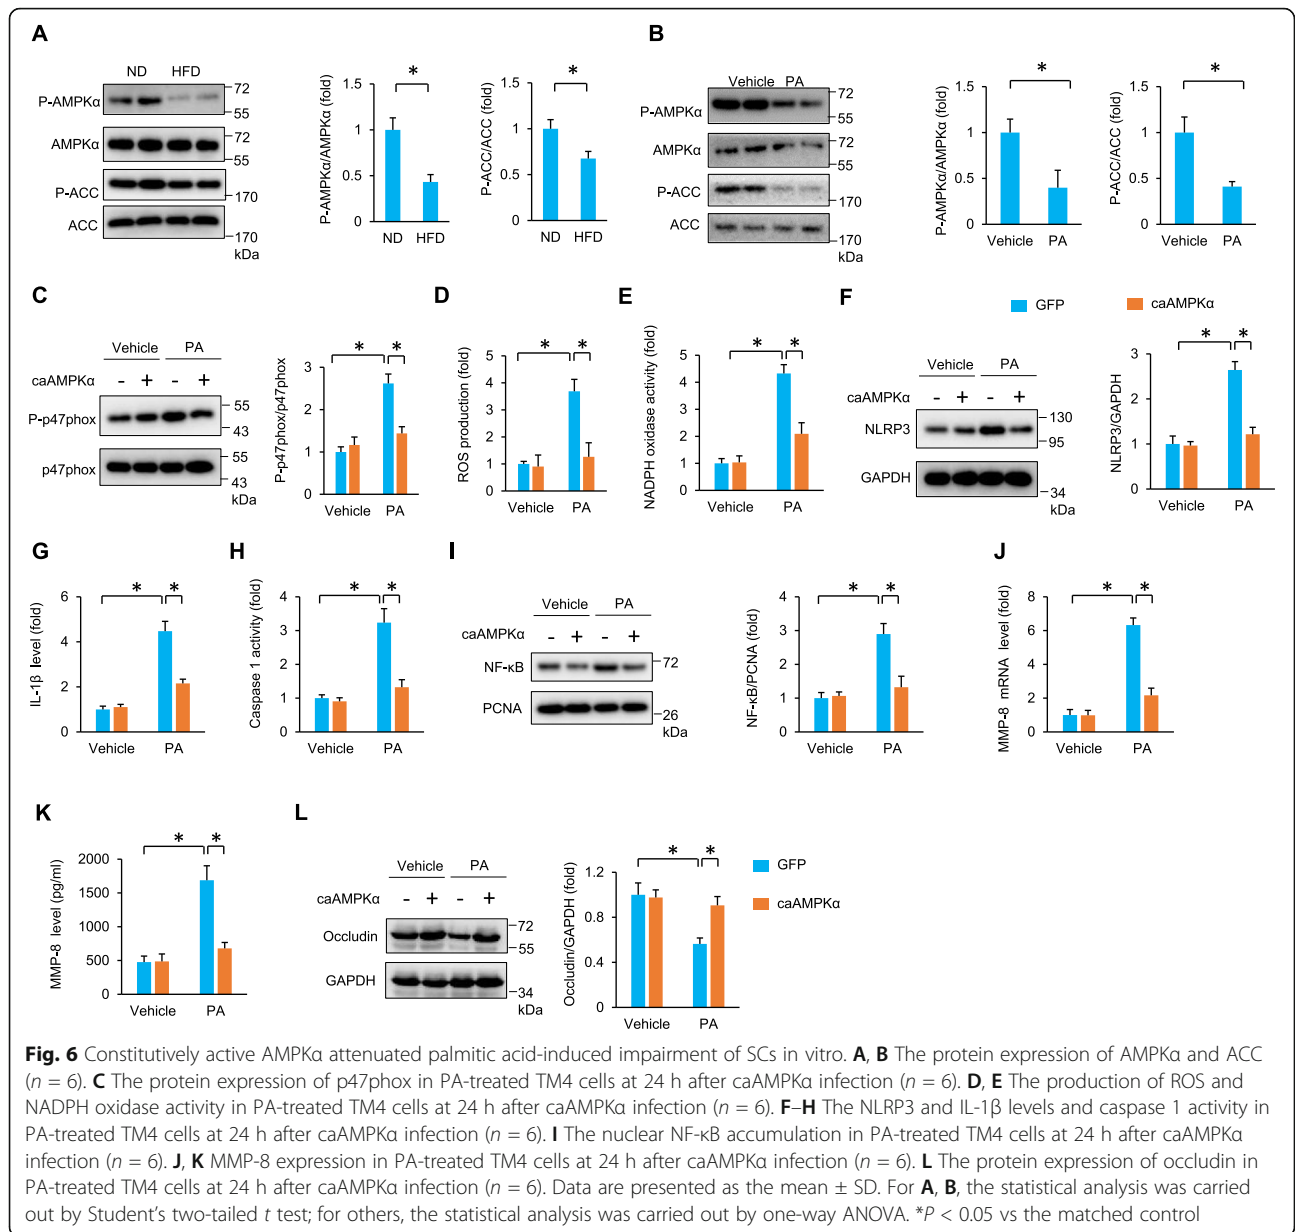 A
ND HFD
P-AMPKα
72
55
AMPKα
72
55
P-ACC
170
ACC
170
kDa
P-AMPKα/AMPKα (fold)
1.5
1
0.5
0
*
ND HFD
P-ACC/ACC (fold)
1.5
1
0.5
0
*
ND HFD
B
Vehicle PA
P-AMPKα
72
55
AMPKα
72
55
P-ACC
170
ACC
170
kDa
P-AMPKα/AMPKα (fold)
1.5
1
0.5
0
*
Vehicle PA
P-ACC/ACC (fold)
1.5
1
0.5
0
*
Vehicle PA
C
Vehicle PA
caAMPKα - + - +
P-p47phox
55
43
p47phox
55
43
kDa
P-p47phox/p47phox
3
2
1
0
* *
Vehicle PA
D
ROS production (fold)
5
4
3
2
1
0
* *
Vehicle PA
E
NADPH oxidase activity (fold)
5
4
3
2
1
0
* *
Vehicle PA
F
GFP caAMPKα
Vehicle PA
caAMPKα - + - +
NLRP3
130
95
GAPDH
34
kDa
NLRP3/GAPDH
3
2
1
0
* *
Vehicle PA
G
IL-1β level (fold)
6
4
2
0
* *
Vehicle PA
H
Caspase 1 activity (fold)
4
3
2
1
0
* *
Vehicle PA
I
Vehicle PA
caAMPKα - + - +
NF-κB
72
PCNA
26
kDa
NF-κB/PCNA (fold)
4
3
2
1
0
* *
Vehicle PA
J
MMP-8 mRNA level (fold)
8
6
4
2
0
* *
Vehicle PA
K
MMP-8 level (pg/ml)
2000
1500
1000
500
0
* *
Vehicle PA
L
Vehicle PA
caAMPKα - + - +
Occludin
72
55
GAPDH
34
kDa
Occludin/GAPDH (fold)
1.2
0.8
0.4
0
* *
Vehicle PA
GFP
caAMPKα
Fig. 6 Constitutively active AMPKα attenuated palmitic acid-induced impairment of SCs in vitro. A, B The protein expression of AMPKα and ACC
(n = 6). C The protein expression of p47phox in PA-treated TM4 cells at 24 h after caAMPKα infection (n = 6). D, E The production of ROS and
NADPH oxidase activity in PA-treated TM4 cells at 24 h after caAMPKα infection (n = 6). F–H The NLRP3 and IL-1β levels and caspase 1 activity in
PA-treated TM4 cells at 24 h after caAMPKα infection (n = 6). I The nuclear NF-κB accumulation in PA-treated TM4 cells at 24 h after caAMPKα
infection (n = 6). J, K MMP-8 expression in PA-treated TM4 cells at 24 h after caAMPKα infection (n = 6). L The protein expression of occludin in
PA-treated TM4 cells at 24 h after caAMPKα infection (n = 6). Data are presented as the mean ± SD. For A, B, the statistical analysis was carried
out by Student's two-tailed t test; for others, the statistical analysis was carried out by one-way ANOVA. *P < 0.05 vs the matched control